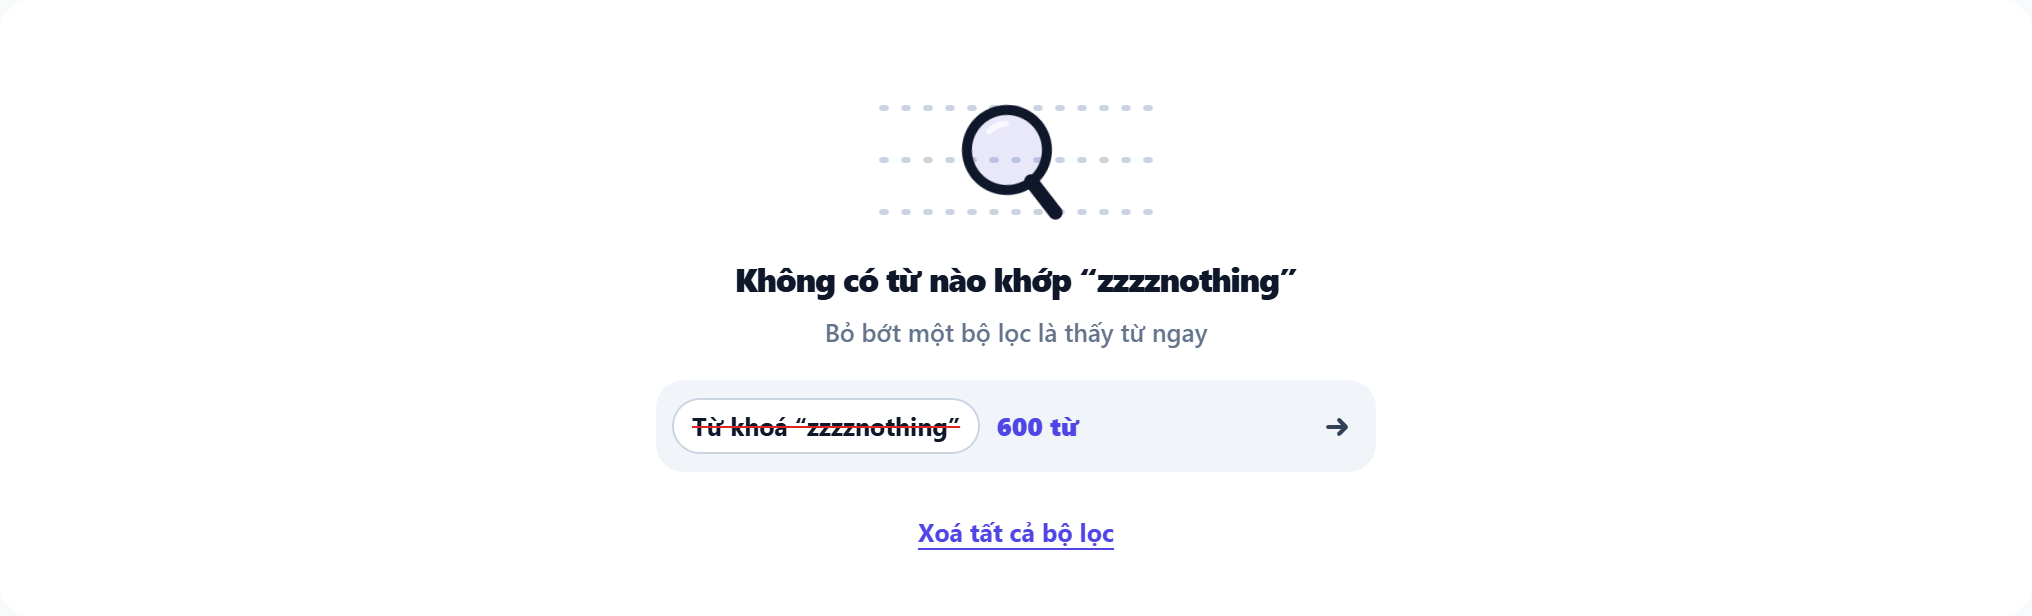 Không có từ nào khớp “zzzznothing”
Bỏ bớt một bộ lọc là thấy từ ngay
Từ khoá “zzzznothing” 600 từ
Xoá tất cả bộ lọc